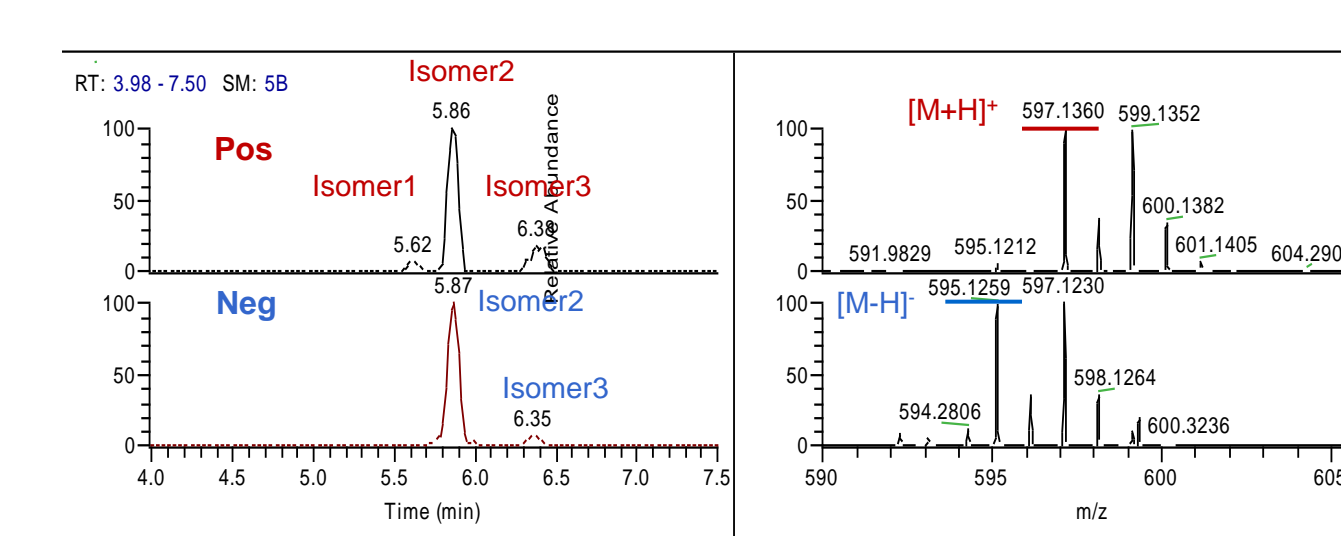 RT: 3.98 - 7.50 SM: 5B
Isomer2
5.86
100
Pos
Isomer1
Isomer3
50
5.62
6.38
0
Relative Abundance
5.87
Neg
Isomer2
100
50
Isomer3
6.35
0
4.0 4.5 5.0 5.5 6.0 6.5 7.0 7.5
Time (min)
[M+H]+
597.1360
599.1352
100
50
600.1382
591.9829
595.1212
601.1405
604.290
0
595.1259
597.1230
[M-H]-
100
50
598.1264
594.2806
600.3236
0
590 595 600 605
m/z